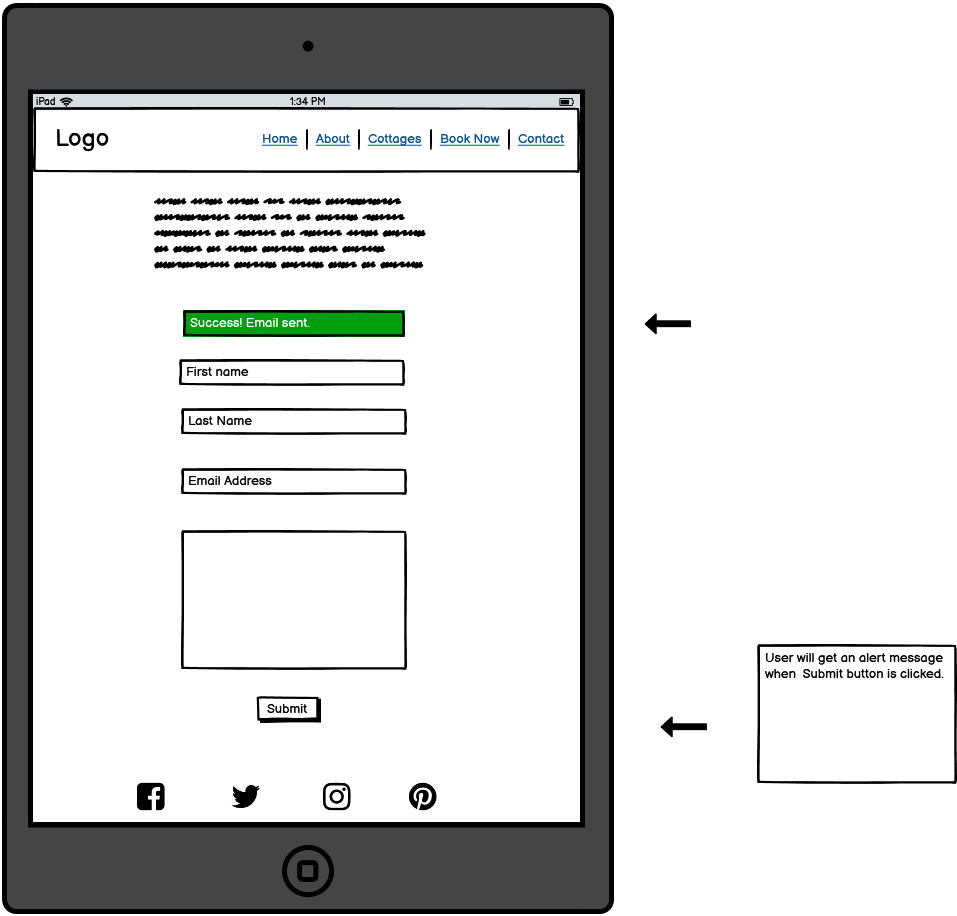 iPad 1:34 PM
Logo Home About Cottages Book Now Contact
Success! Email sent.
First name
Last Name
Email Address
User will get an alert message
when Submit button is clicked.
Submit